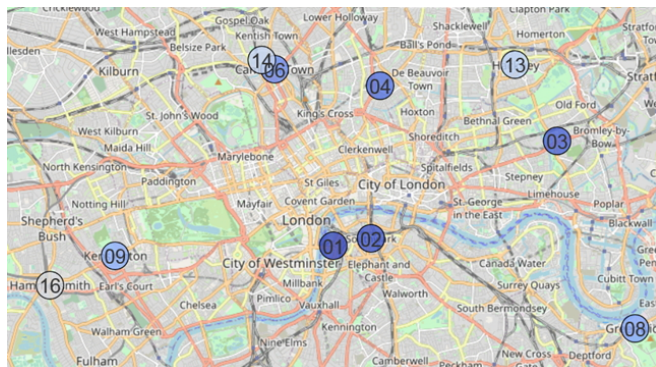 Cricklewood
Gospel Oak
Lower Holloway
Clapton Park
West Hampstead
Kentish Town
Shacklewell
Homerton
Belsize Park
Ball's Pond
14
13
06
Kilburn
De Beauvoir
Town
04
Old Ford
St. John's Wood
King's Cross
Hoxton
Bethnal Green
West Kilburn
Shoreditch
Bromley-by-
Bow
03
Maida Hill
Clerkenwell
Marylebone
North Kensington
Spitalfields
Stepney
Paddington
St Giles
City of London
Limehouse
Notting Hill
Mayfair
Covent Garden
St. George
in the East
Poplar
Shepherd's
Bush
London
01
02
09
City of Westminster
Elephant and
Castle
Canada Water
Cubitt Town
16
Earl's Court
Millbank
Surrey Quays
Chelsea
Pimlico
Vauxhall
Walworth
South Bermondsey
08
Walham Green
Kennington
Nine Elms
New Cross
Deptford
Fulham
Camberwell
Peckham